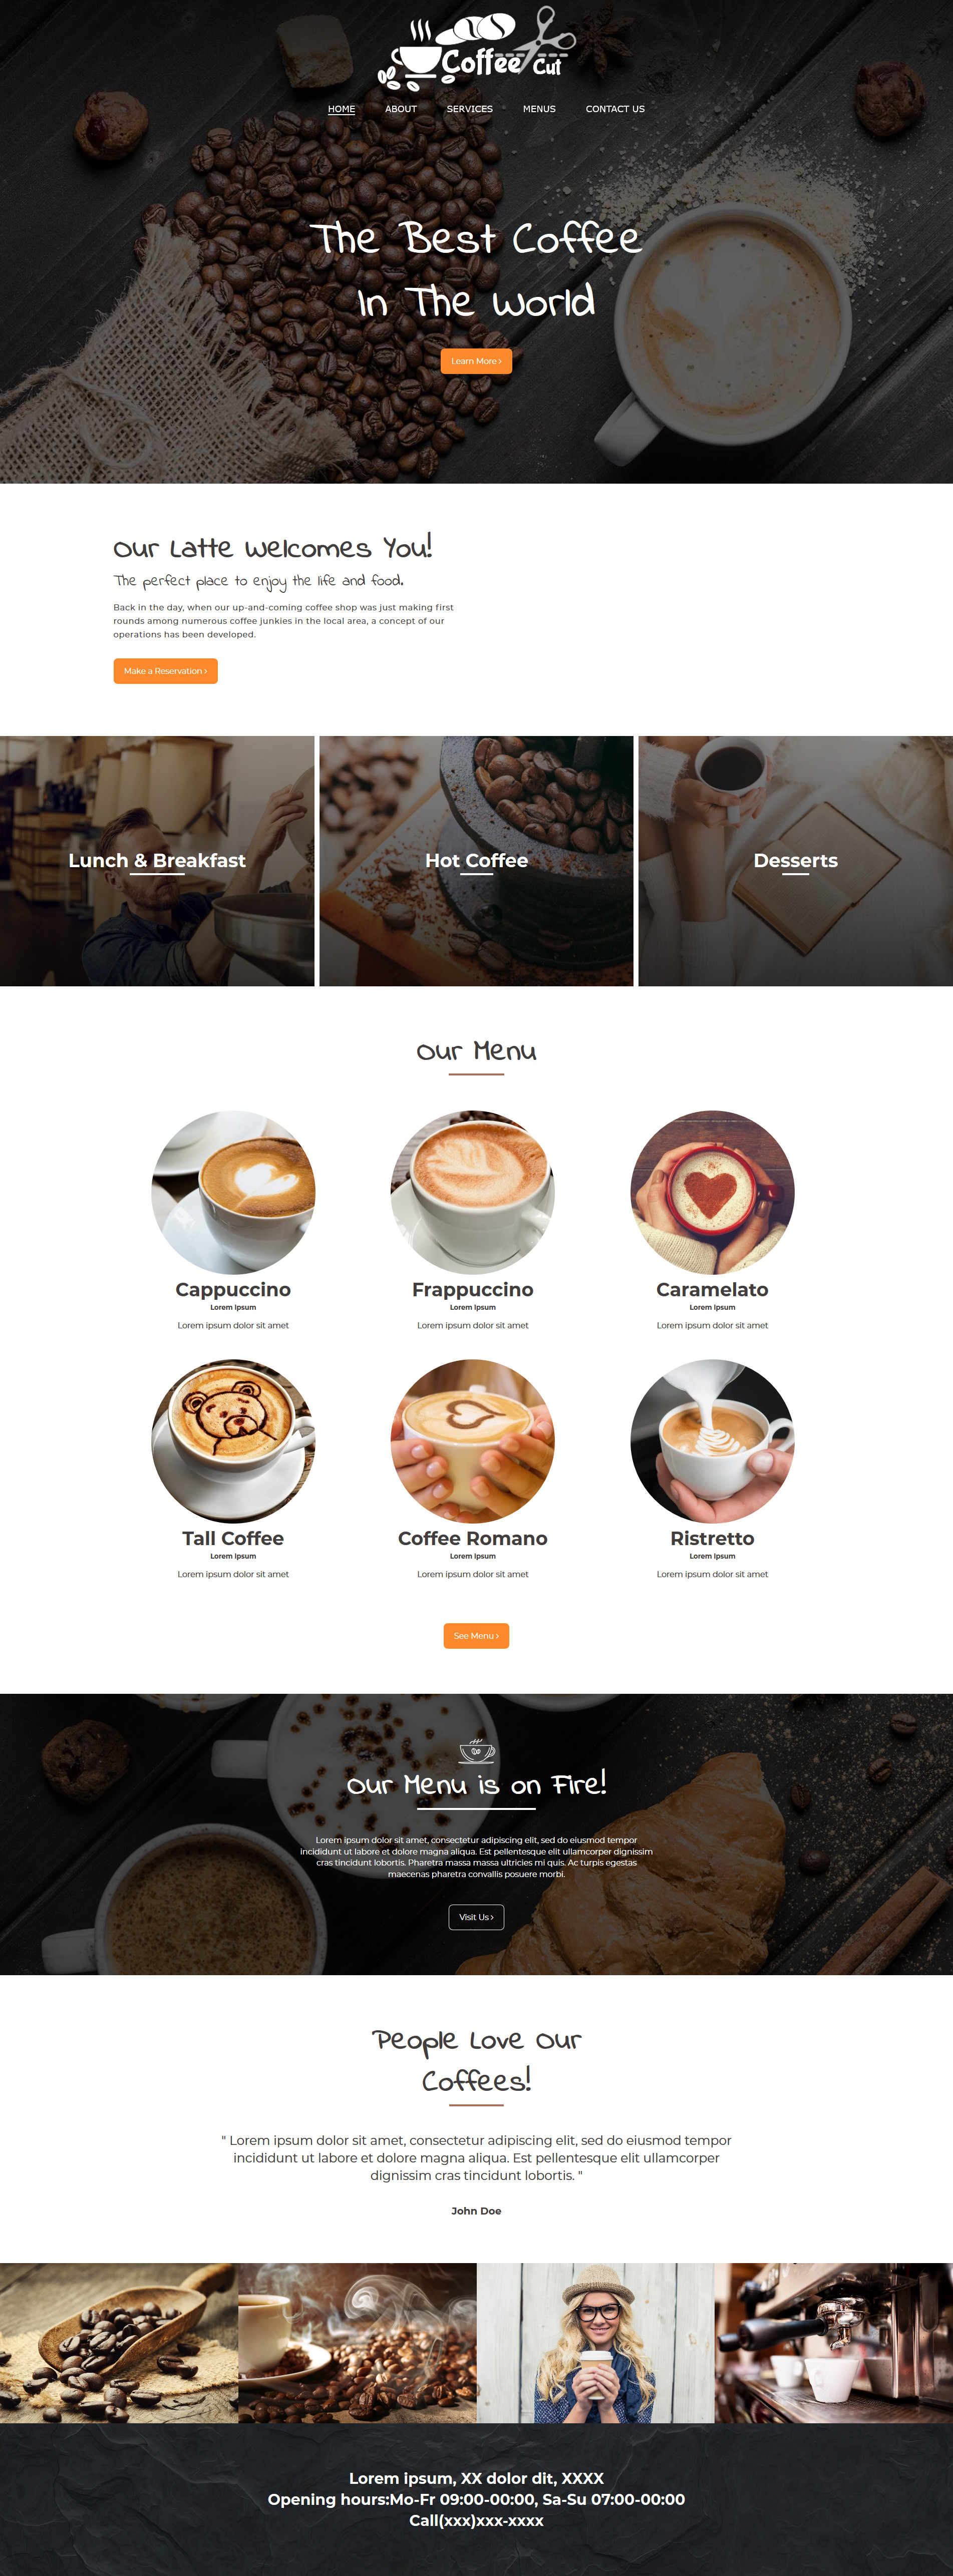 Coffee Cut
HOME ABOUT SERVICES MENUS CONTACT US
The Best Coffee
In The World
Learn More ›
Our Latte Welcomes You!
The perfect place to enjoy the life and food.
Back in the day, when our up-and-coming coffee shop was just making first
rounds among numerous coffee junkies in the local area, a concept of our
operations has been developed.
Make a Reservation ›
Lunch & Breakfast
Hot Coffee
Desserts
Our Menu
Cappuccino
Lorem Ipsum
Lorem ipsum dolor sit amet
Frappuccino
Lorem Ipsum
Lorem ipsum dolor sit amet
Caramelato
Lorem Ipsum
Lorem ipsum dolor sit amet
Tall Coffee
Lorem Ipsum
Lorem ipsum dolor sit amet
Coffee Romano
Lorem Ipsum
Lorem ipsum dolor sit amet
Ristretto
Lorem Ipsum
Lorem ipsum dolor sit amet
See Menu ›
Our Menu is on Fire!
Lorem ipsum dolor sit amet, consectetur adipiscing elit, sed do eiusmod tempor
incididunt ut labore et dolore magna aliqua. Est pellentesque elit ullamcorper dignissim
cras tincidunt lobortis. Pharetra massa massa ultricies mi quis. Ac turpis egestas
maecenas pharetra convallis posuere morbi.
Visit Us ›
People Love Our
Coffees!
" Lorem ipsum dolor sit amet, consectetur adipiscing elit, sed do eiusmod tempor
incididunt ut labore et dolore magna aliqua. Est pellentesque elit ullamcorper
dignissim cras tincidunt lobortis. "
John Doe
Lorem ipsum, XX dolor dit, XXXX
Opening hours:Mo-Fr 09:00-00:00, Sa-Su 07:00-00:00
Call(xxx)xxx-xxxx